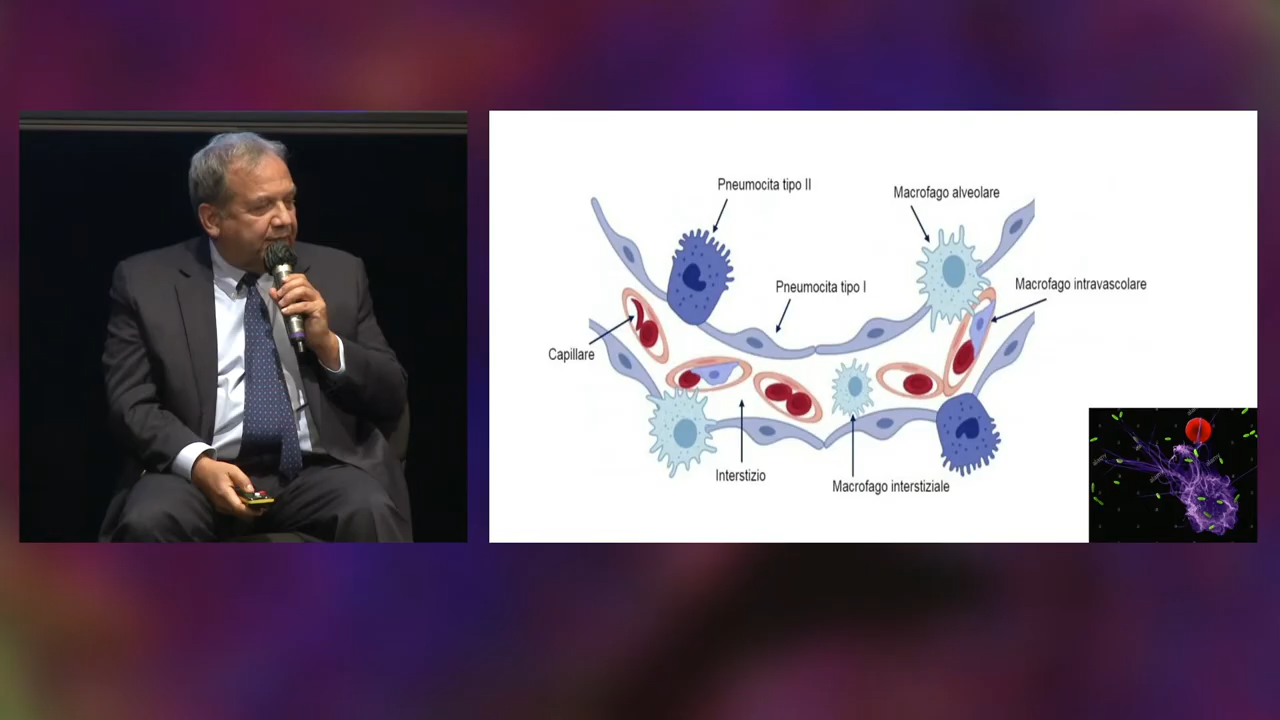 Pneumocita tipo II
Macrofago alveolare
Pneumocita tipo I
Macrofago intravascolare
Capillare
Interstizio
Macrofago interstiziale